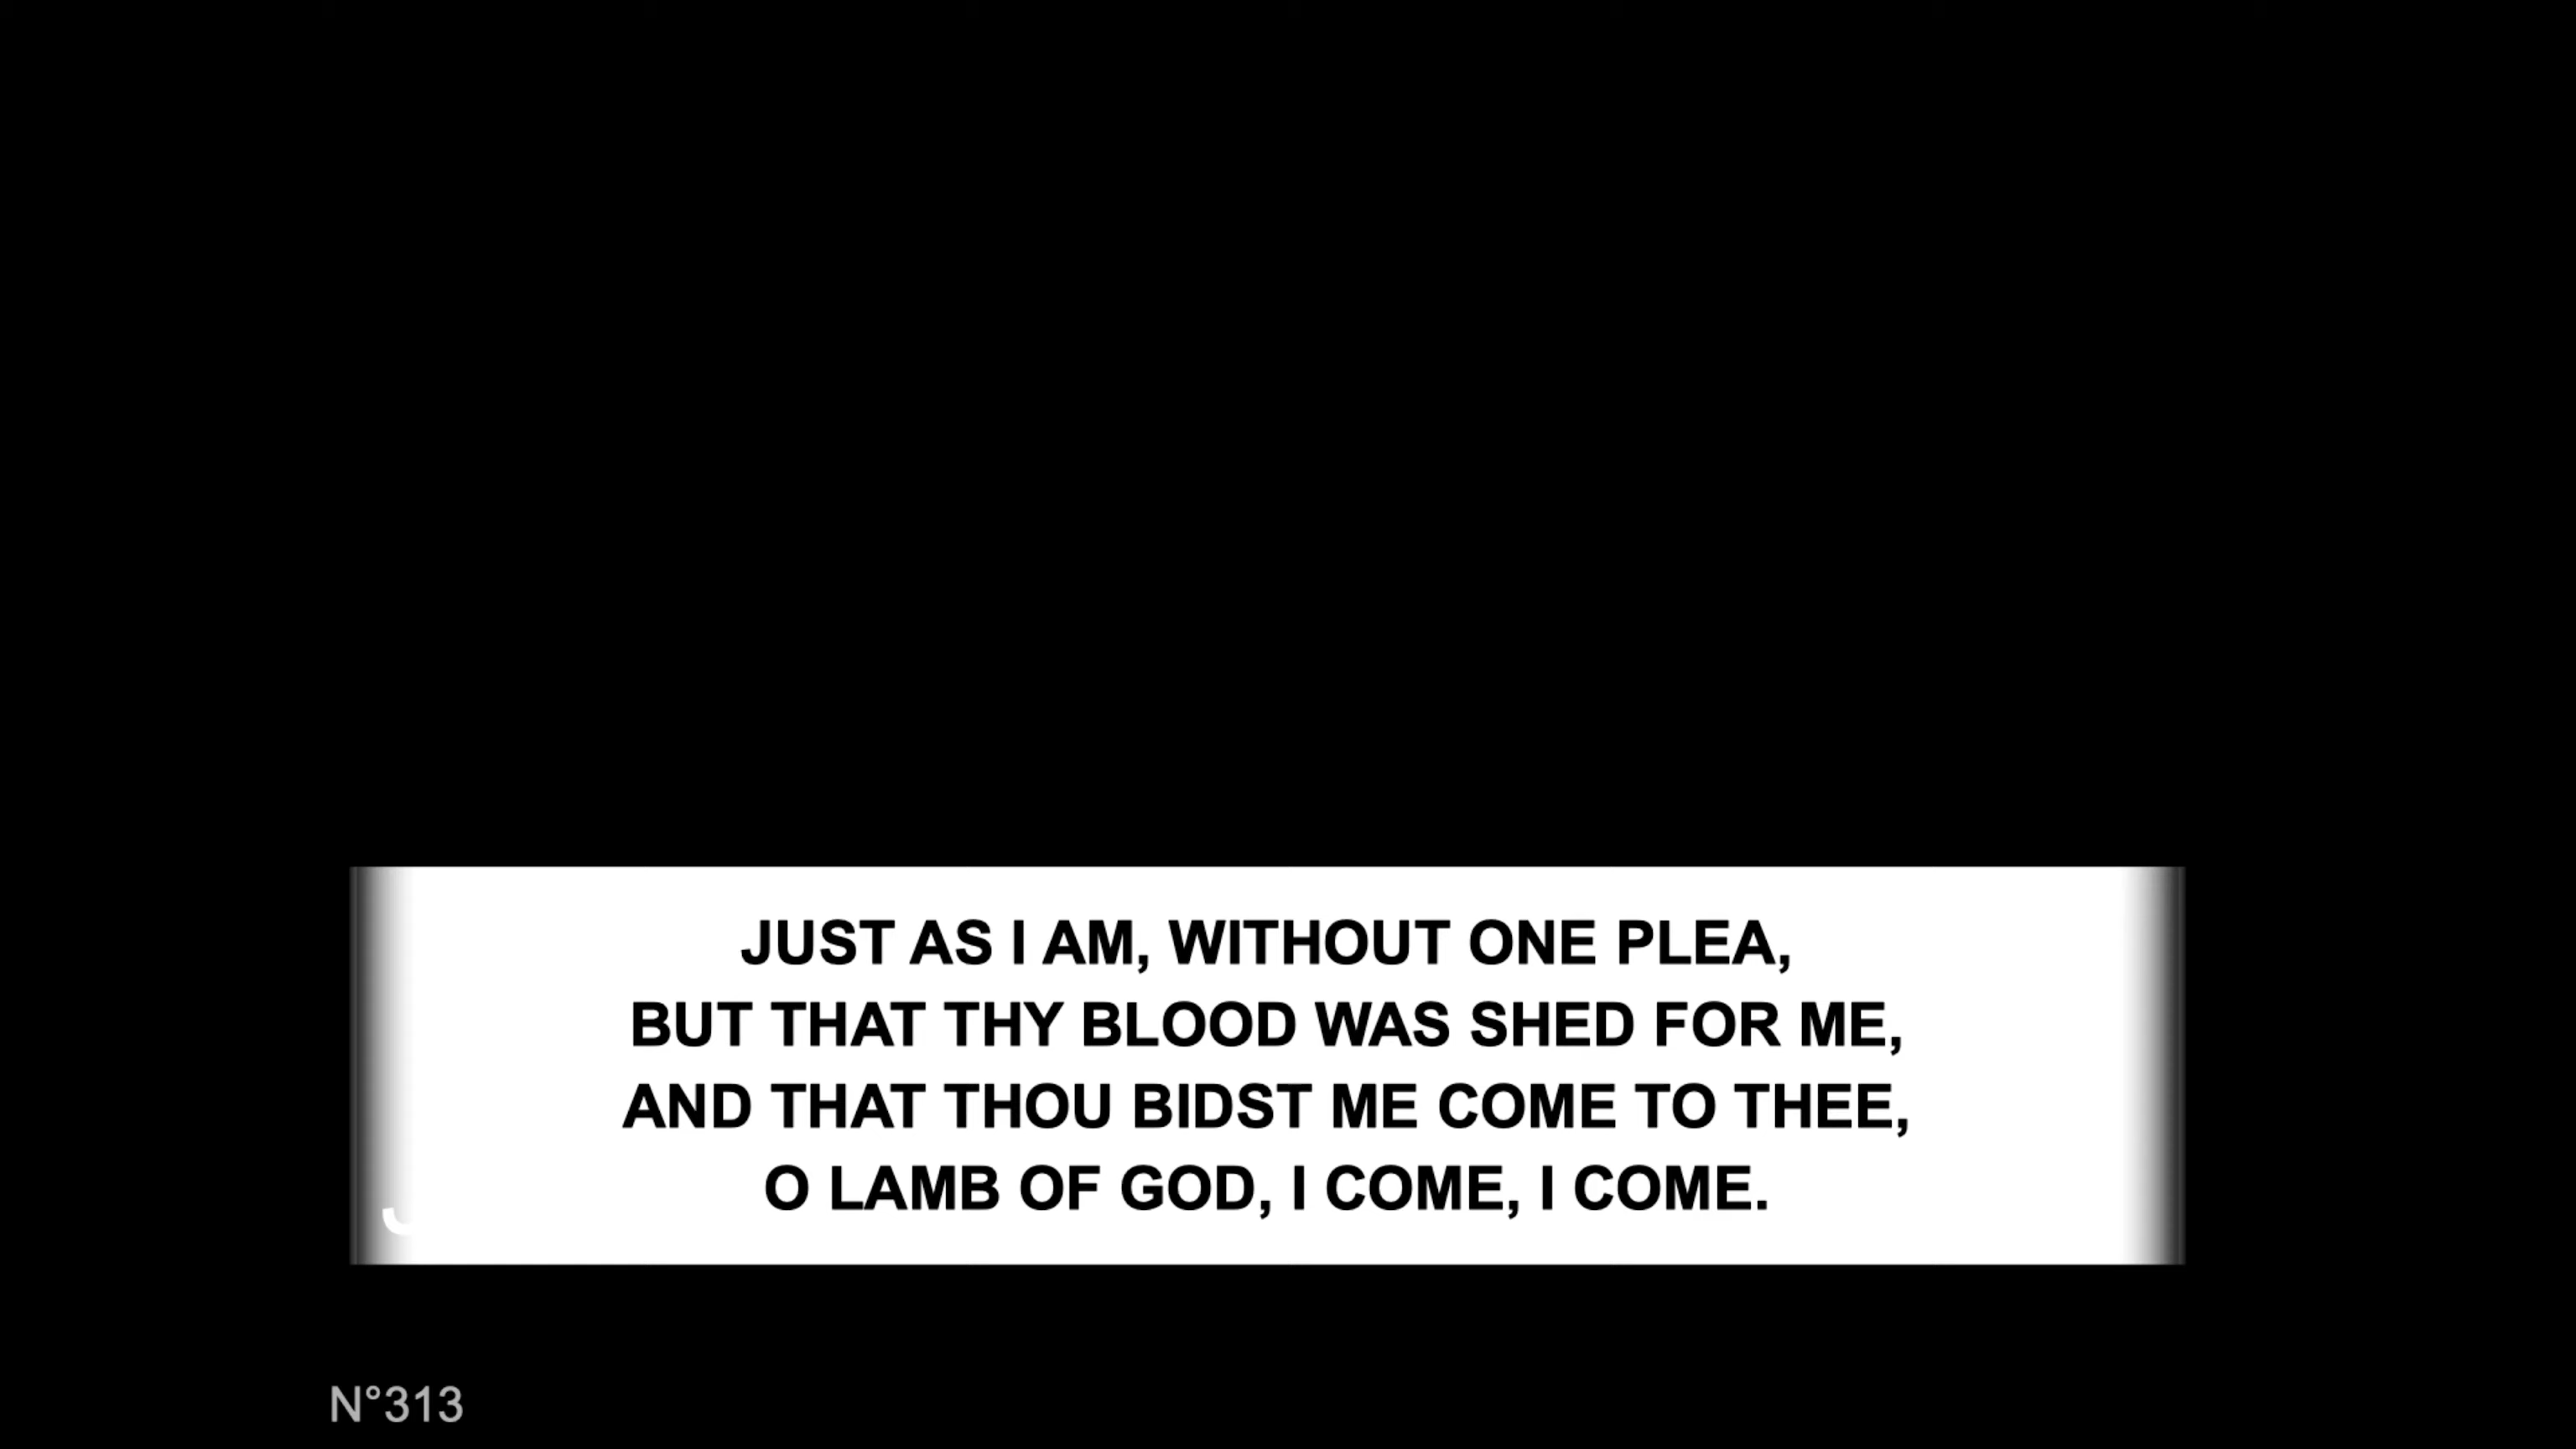 JUST AS I AM, WITHOUT ONE PLEA,
BUT THAT THY BLOOD WAS SHED FOR ME,
AND THAT THOU BIDST ME COME TO THEE,
O LAMB OF GOD, I COME, I COME.
N°313